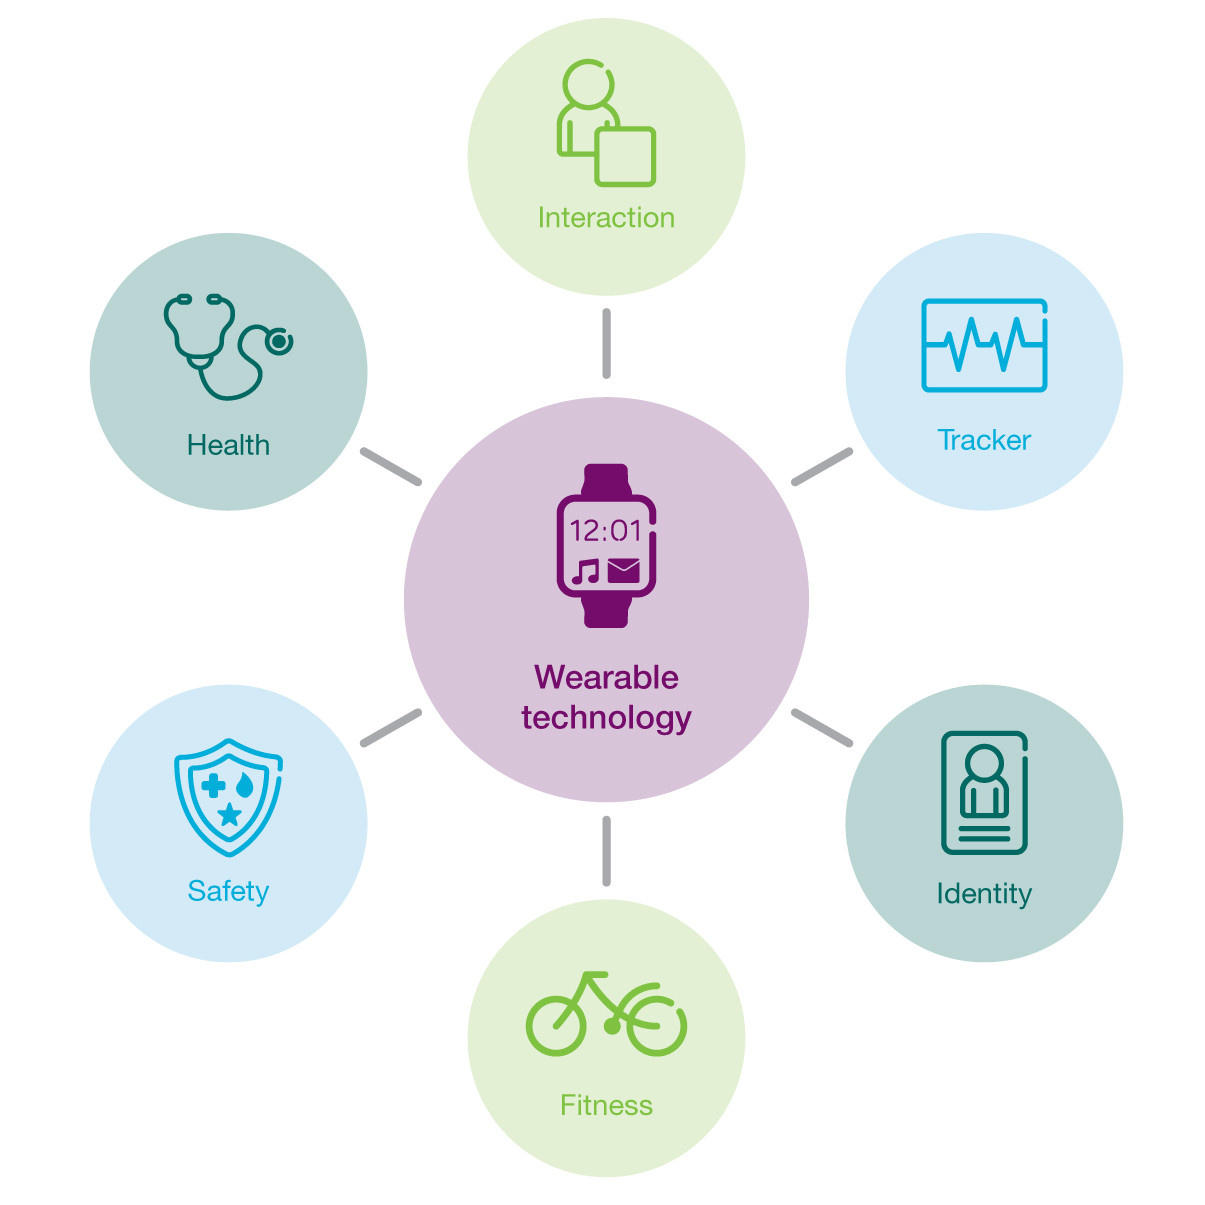 Interaction
Health
Tracker
12:01
Wearable
technology
Safety
Identity
Fitness